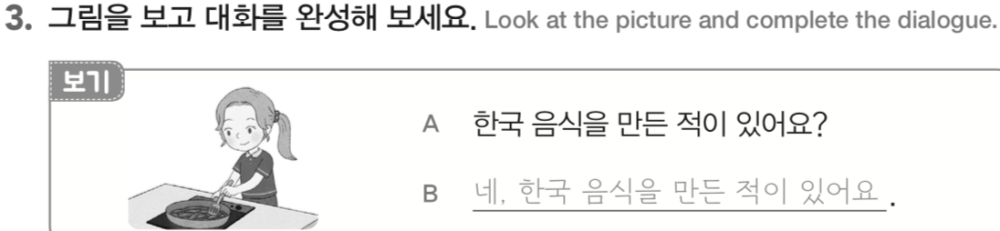 3. 그림을 보고 대화를 완성해 보세요. Look at the picture and complete the dialogue.
보기
A 한국 음식을 만든 적이 있어요?
B 네, 한국 음식을 만든 적이 있어요.